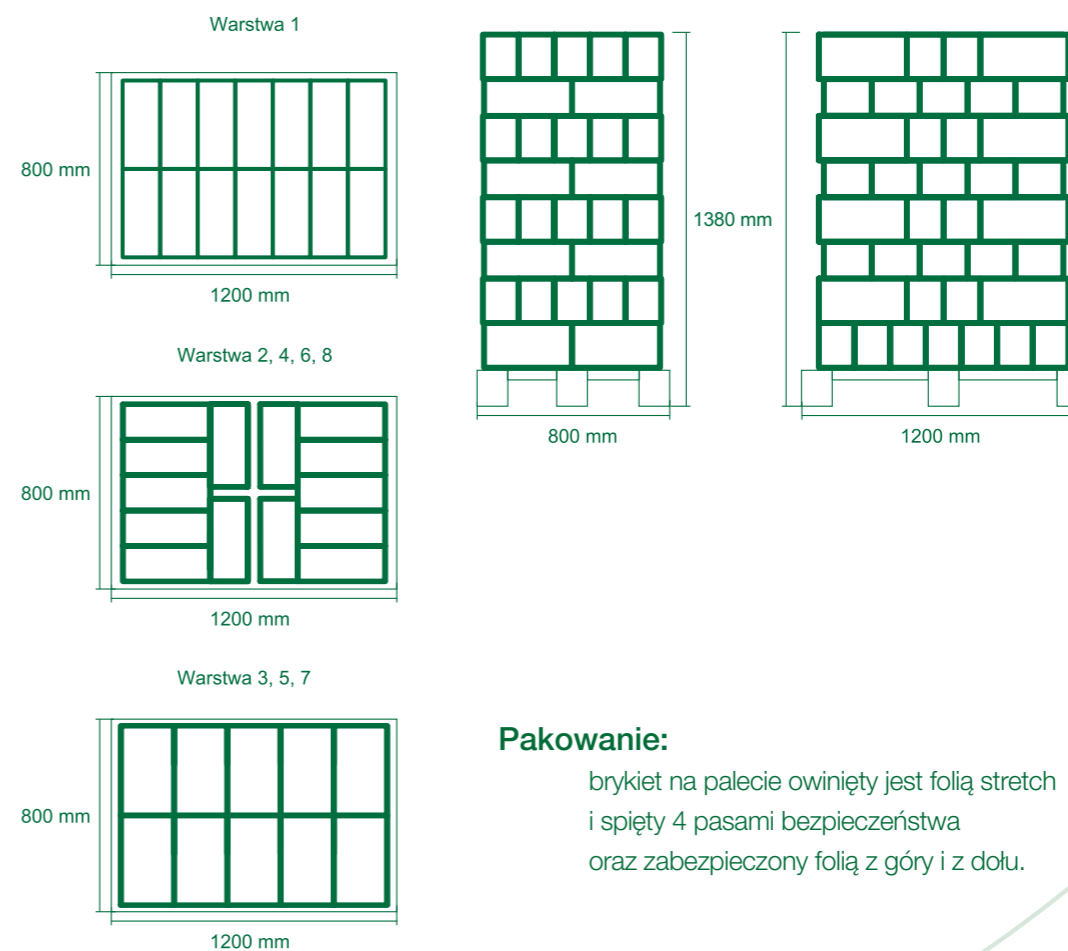 Warstwa 1
800 mm
1200 mm
Warstwa 2, 4, 6, 8
800 mm
1200 mm
Warstwa 3, 5, 7
800 mm
1200 mm
1380 mm
800 mm
1200 mm
Pakowanie:
brykiet na palecie owinięty jest folią stretch
i spięty 4 pasami bezpieczeństwa
oraz zabezpieczony folią z góry i z dołu.